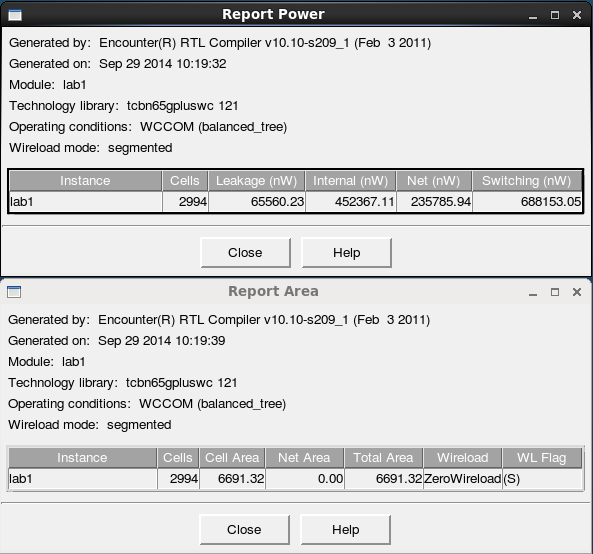 Report Power
Generated by: Encounter(R) RTL Compiler v10.10-s209_1 (Feb 3 2011)
Generated on: Sep 29 2014 10:19:32
Module: lab1
Technology library: tcbn65gpluswc 121
Operating conditions: WCCOM (balanced_tree)
Wireload mode: segmented
Instance Cells Leakage (nW) Internal (nW) Net (nW) Switching (nW)
lab1 2994 65560.23 452367.11 235785.94 688153.05
Close Help
Report Area
Generated by: Encounter(R) RTL Compiler v10.10-s209_1 (Feb 3 2011)
Generated on: Sep 29 2014 10:19:39
Module: lab1
Technology library: tcbn65gpluswc 121
Operating conditions: WCCOM (balanced_tree)
Wireload mode: segmented
Instance Cells Cell Area Net Area Total Area Wireload WL Flag
lab1 2994 6691.32 0.00 6691.32 ZeroWireload (S)
Close Help